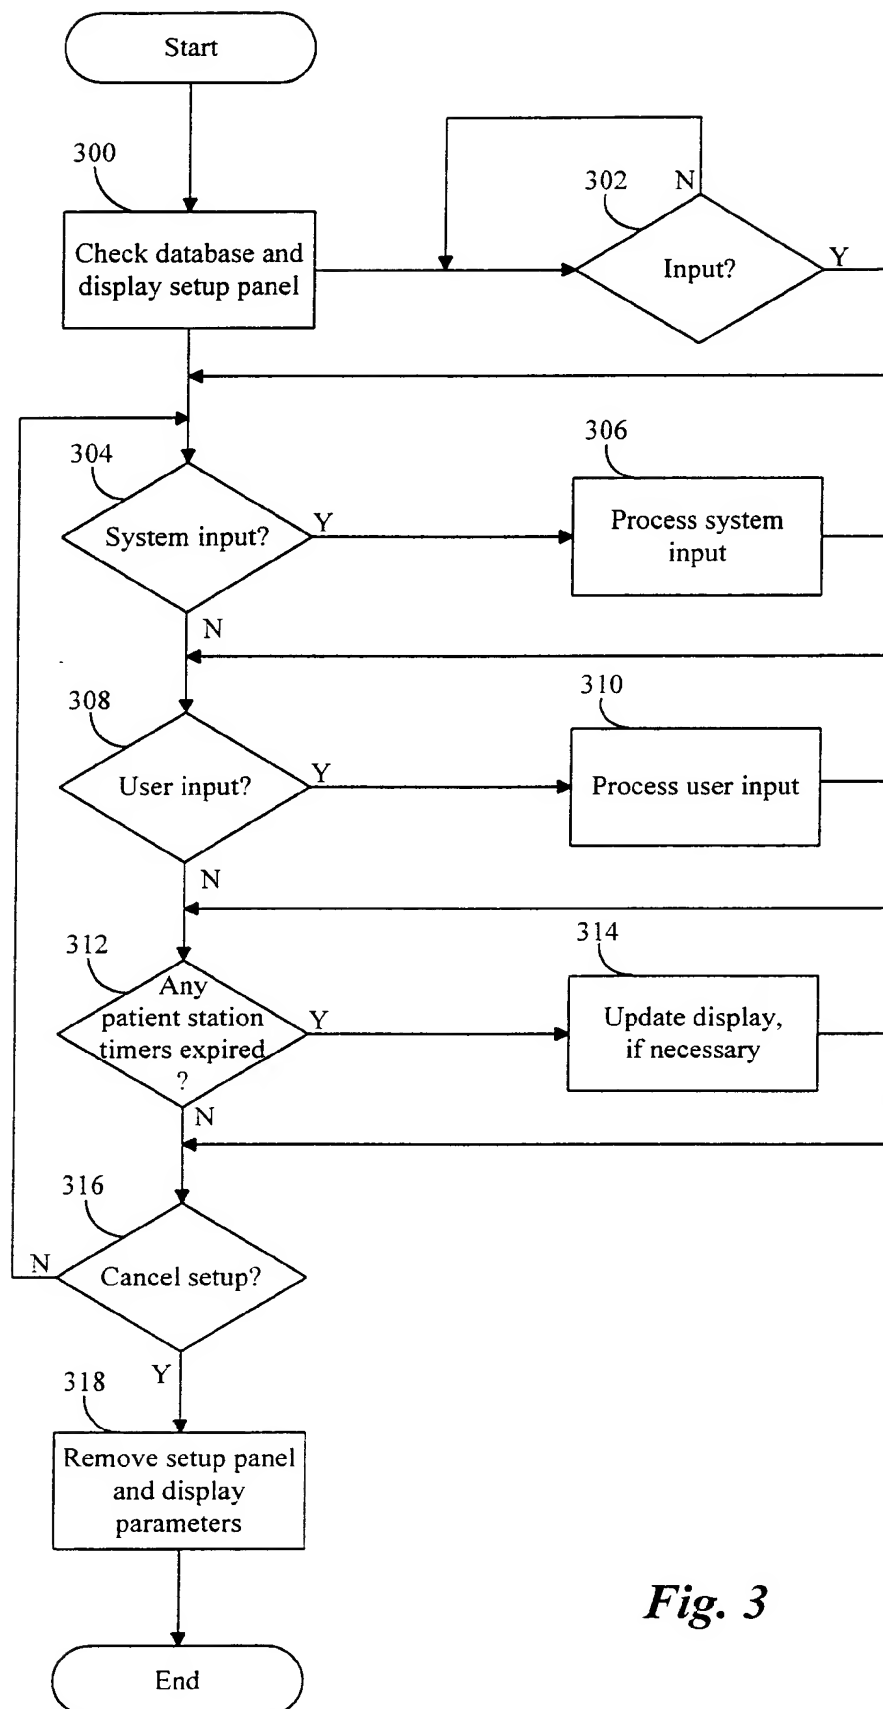 Start
300
Check database and
display setup panel
302
N
Input?
Y
304
System input?
Y
N
306
Process system
input
308
User input?
Y
N
310
Process user input
312
Any
patient station
timers expired
?
Y
N
314
Update display,
if necessary
316
N
Cancel setup?
Y
318
Remove setup panel
and display
parameters
End
Fig. 3